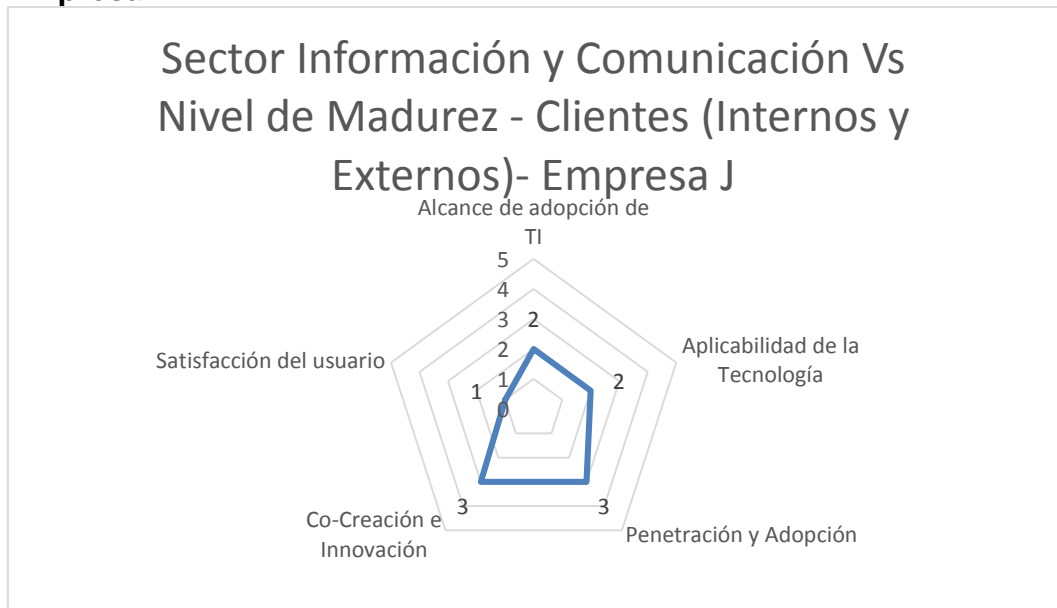 Sector Información y Comunicación Vs
Nivel de Madurez - Clientes (Internos y
Externos)- Empresa J
Alcance de adopción de
TI
5
4
3
2
1
0
2
Aplicabilidad de la
Tecnología
2
Satisfacción del usuario
1
3
3
Co-Creación e
Innovación
Penetración y Adopción